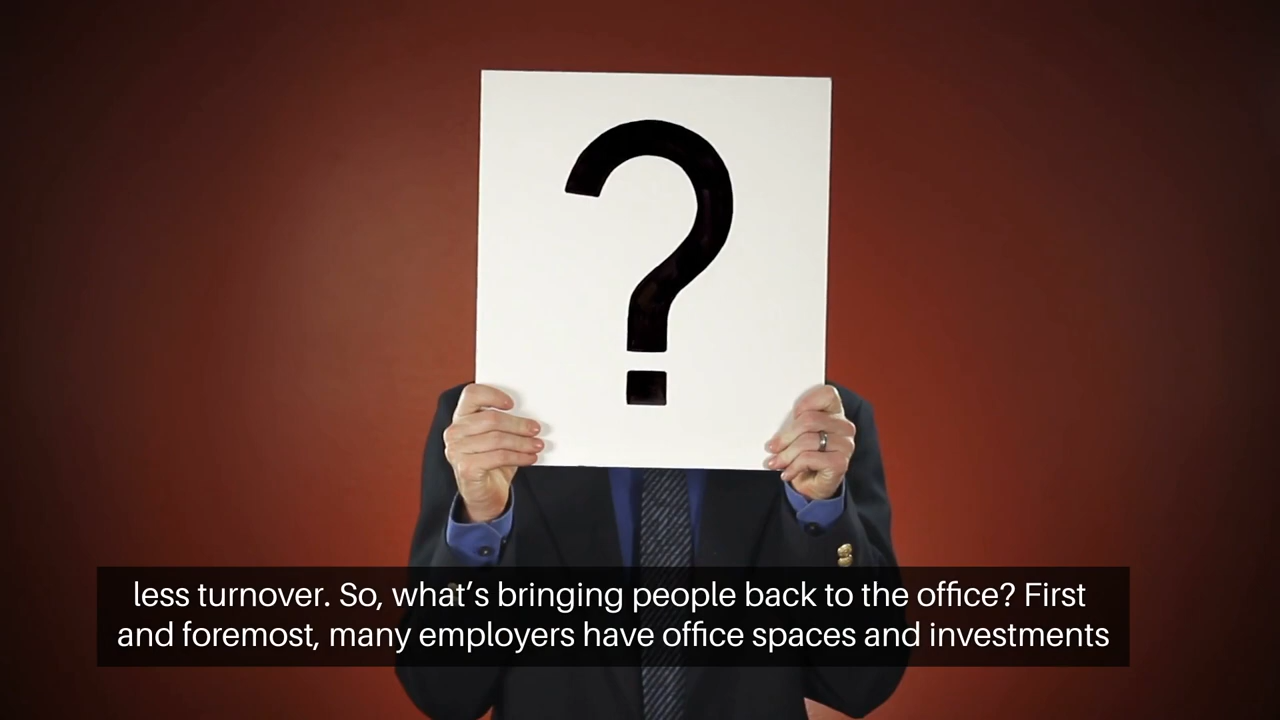 ?
less turnover. So, what's bringing people back to the office? First
and foremost, many employers have office spaces and investments